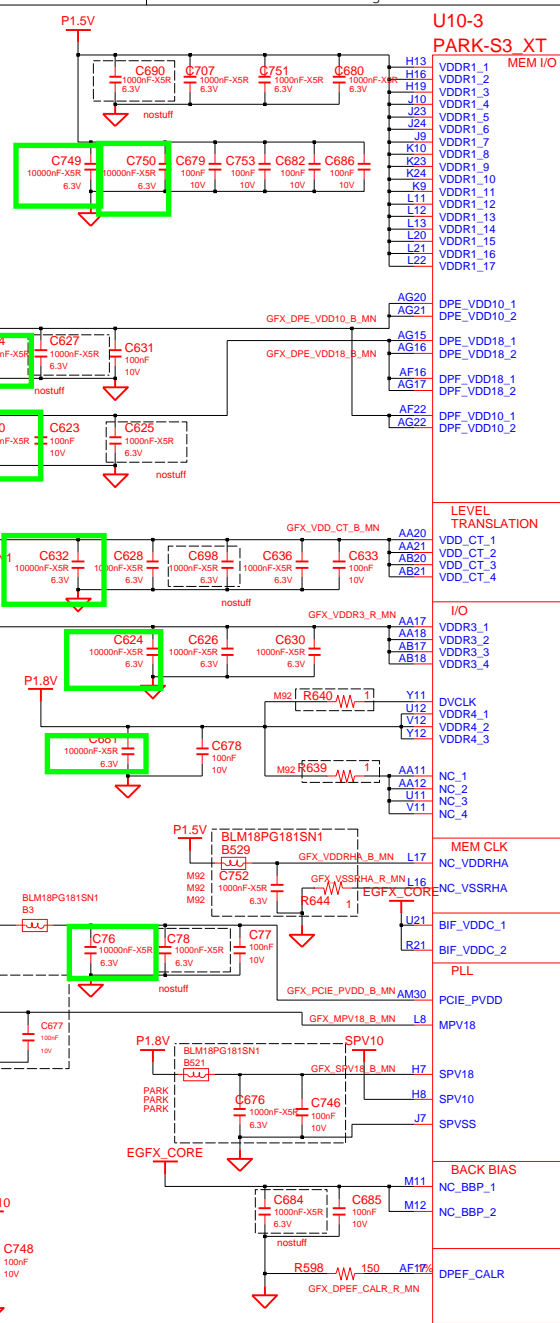 U10-3
PARK-S3_XT
MEM I/O
P1.5V
C690
1000nF-X5R
6.3V
nostuff
C707
1000nF-X5R
6.3V
C751
1000nF-X5R
6.3V
C680
1000nF-X5R
6.3V
H13 VDDR1_1
H16 VDDR1_2
H19 VDDR1_3
J10 VDDR1_4
J23 VDDR1_5
J24 VDDR1_6
J9 VDDR1_7
K10 VDDR1_8
K23 VDDR1_9
K24 VDDR1_10
K9 VDDR1_11
L11 VDDR1_12
L12 VDDR1_13
L13 VDDR1_14
L20 VDDR1_15
L21 VDDR1_16
L22 VDDR1_17
C749
10000nF-X5R
6.3V
C750
10000nF-X5R
6.3V
C679
100nF
10V
C753
100nF
10V
C682
100nF
10V
C686
100nF
10V
GFX_DPE_VDD10_B_MN
AG20 DPE_VDD10_1
AG21 DPE_VDD10_2
4
nF-X5R
C627
1000nF-X5R
6.3V
nostuff
C631
100nF
10V
GFX_DPE_VDD18_B_MN
AG15 DPE_VDD18_1
AG16 DPE_VDD18_2
AF16 DPF_VDD18_1
AG17 DPF_VDD18_2
AF22 DPF_VDD10_1
AG22 DPF_VDD10_2
0
nF-X5R
C623
100nF
10V
C625
1000nF-X5R
6.3V
nostuff
LEVEL
TRANSLATION
GFX_VDD_CT_B_MN
AA20 VDD_CT_1
AA21 VDD_CT_2
AB20 VDD_CT_3
AB21 VDD_CT_4
1
C632
10000nF-X5R
6.3V
C628
1000nF-X5R
6.3V
C698
1000nF-X5R
6.3V
nostuff
C636
1000nF-X5R
6.3V
C633
100nF
10V
I/O
GFX_VDDR3_R_MN
AA17 VDDR3_1
AA18 VDDR3_2
AB17 VDDR3_3
AB18 VDDR3_4
C624
10000nF-X5R
6.3V
C626
1000nF-X5R
6.3V
C630
1000nF-X5R
6.3V
P1.8V
M92 R640 1
Y11 DVCLK
U12 VDDR4_1
V12 VDDR4_2
Y12 VDDR4_3
C681
10000nF-X5R
6.3V
C678
100nF
10V
M92 R639 1
AA11 NC_1
AA12 NC_2
U11 NC_3
V11 NC_4
P1.5V
BLM18PG181SN1
B529
MEM CLK
GFX_VDDRHA_B_MN
L17 NC_VDDRHA
M92
M92
M92
C752
1000nF-X5R
6.3V
GFX_VSSRHA_R_MN
R644 1
L16 NC_VSSRHA
EGFX_CORE
U21 BIF_VDDC_1
R21 BIF_VDDC_2
BLM18PG181SN1
B3
C76
10000nF-X5R
6.3V
C78
1000nF-X5R
6.3V
nostuff
C77
100nF
10V
PLL
GFX_PCIE_PVDD_B_MN
AM30 PCIE_PVDD
GFX_MPV18_B_MN
L8 MPV18
C677
100nF
10V
P1.8V
BLM18PG181SN1
B521
SPV10
GFX_SPV18_B_MN
H7 SPV18
H8 SPV10
J7 SPVSS
PARK
PARK
PARK
C676
1000nF-X5R
6.3V
C746
100nF
10V
EGFX_CORE
BACK BIAS
M11 NC_BBP_1
M12 NC_BBP_2
C684
1000nF-X5R
6.3V
nostuff
C685
100nF
10V
10
C748
100nF
10V
R598 150
GFX_DPEF_CALR_R_MN
DPEF_CALR